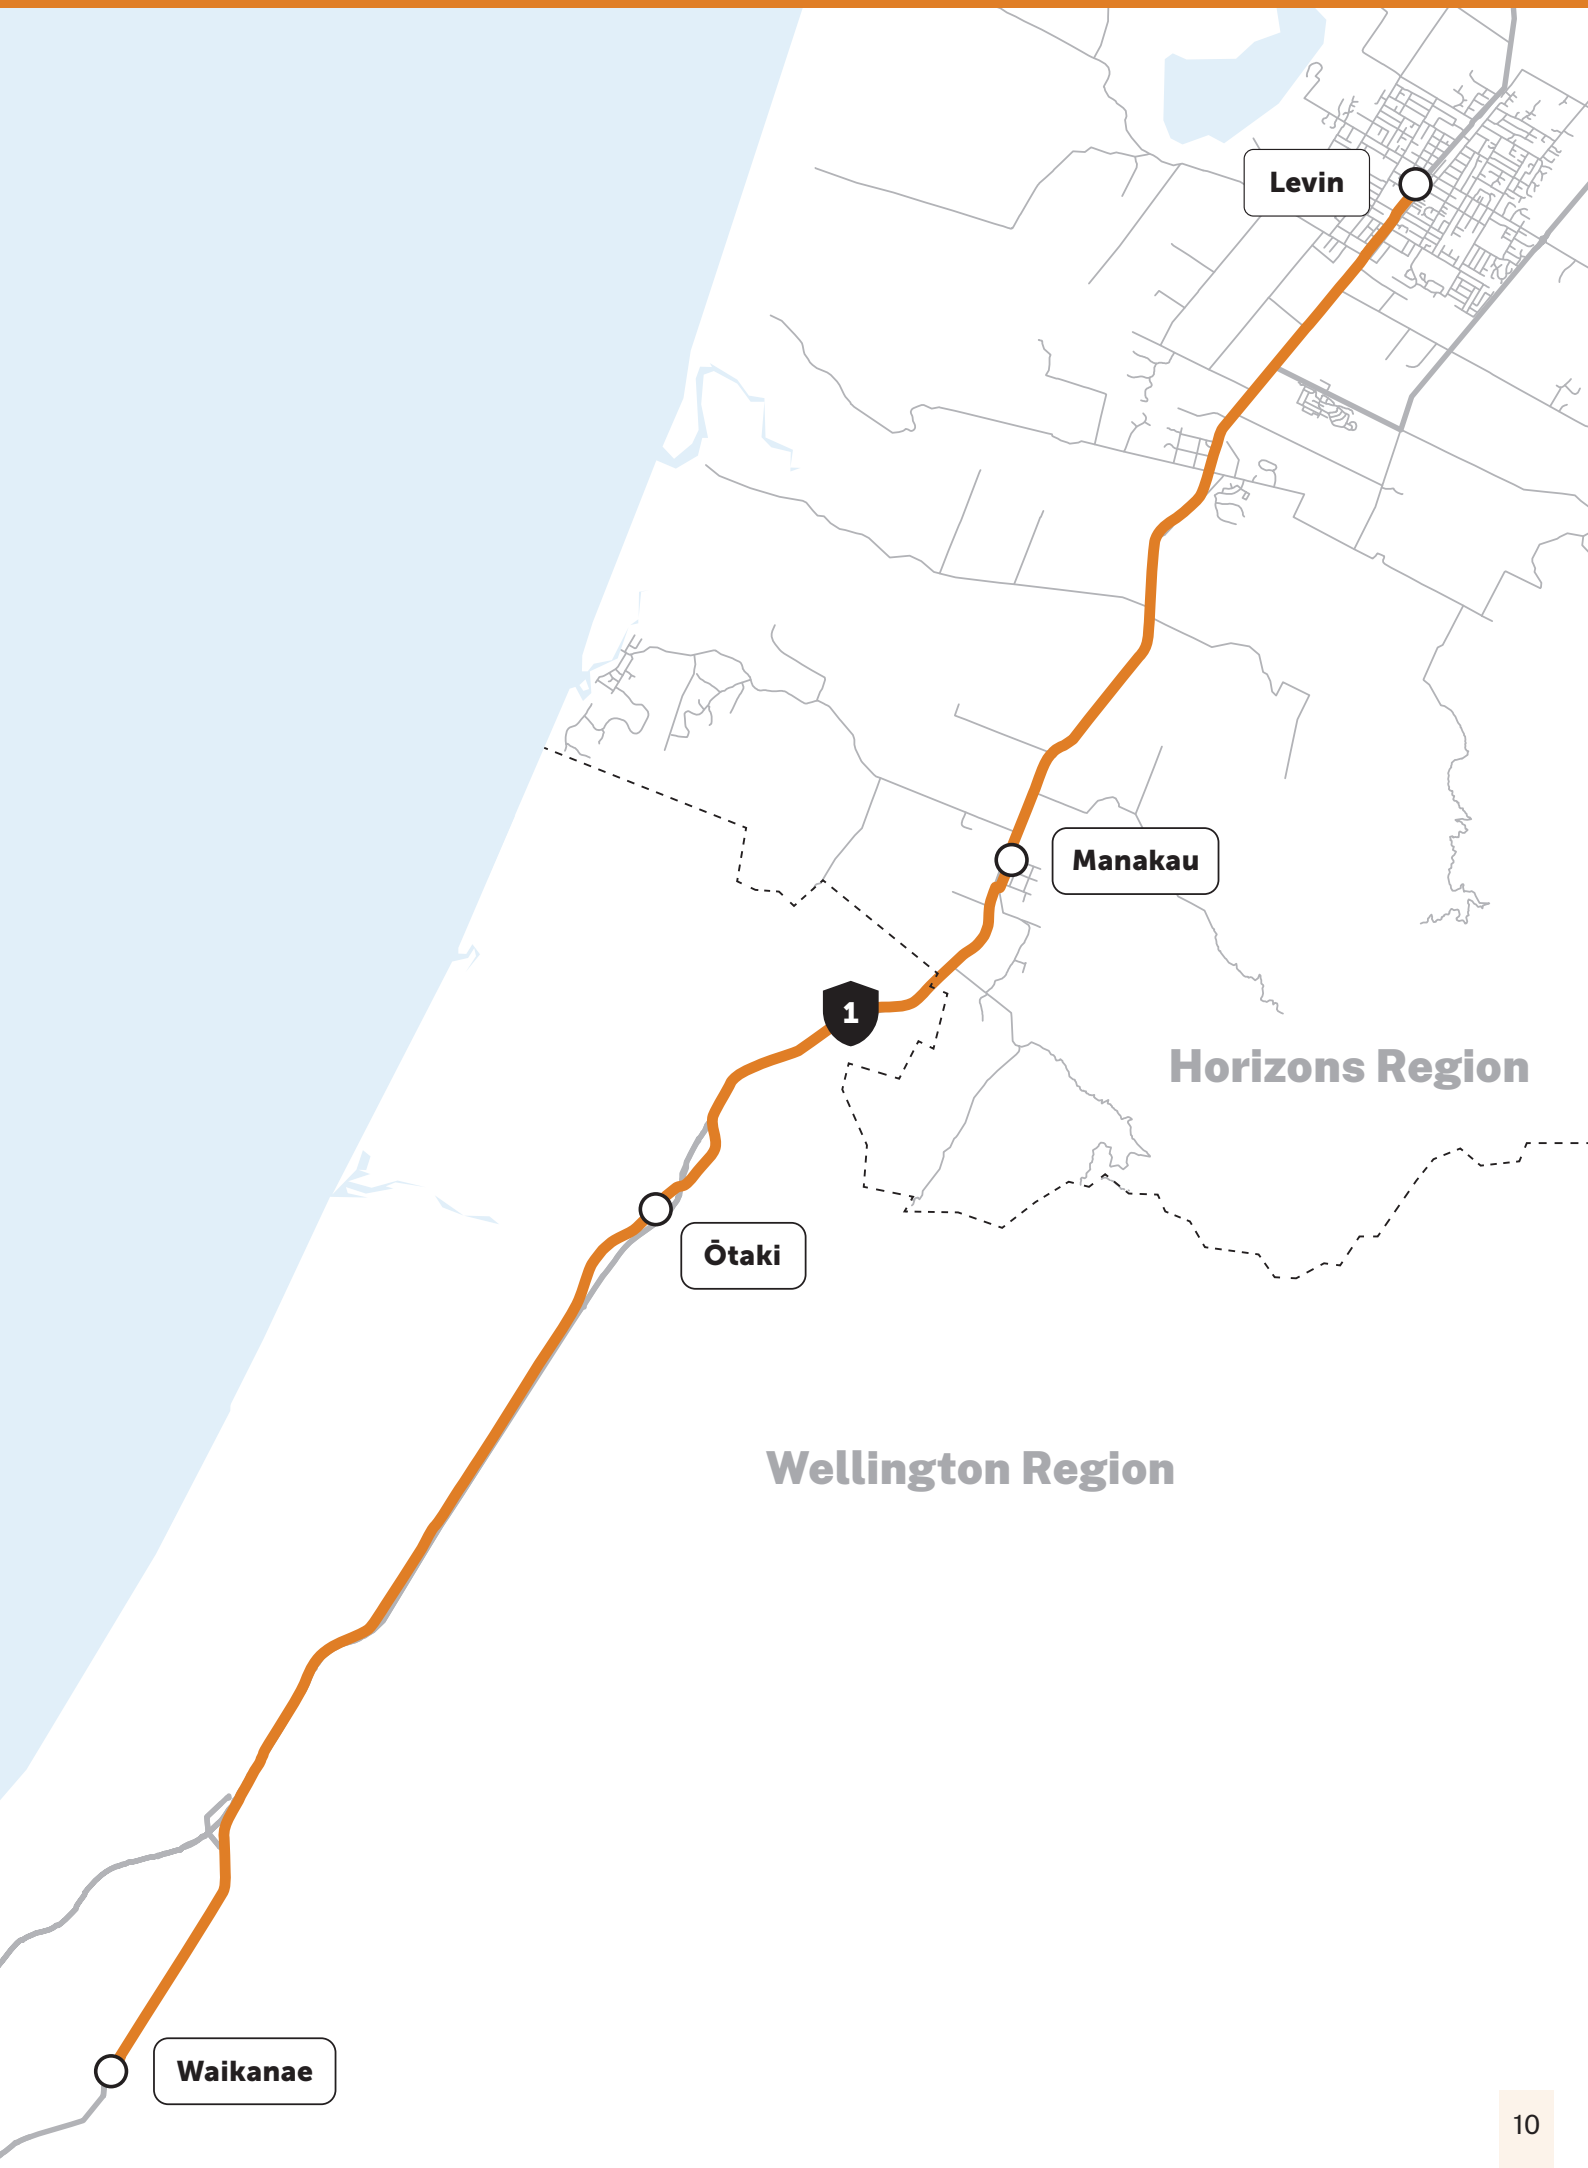 Levin
Manakau
1
Horizons Region
Ōtaki
Wellington Region
Waikanae
10